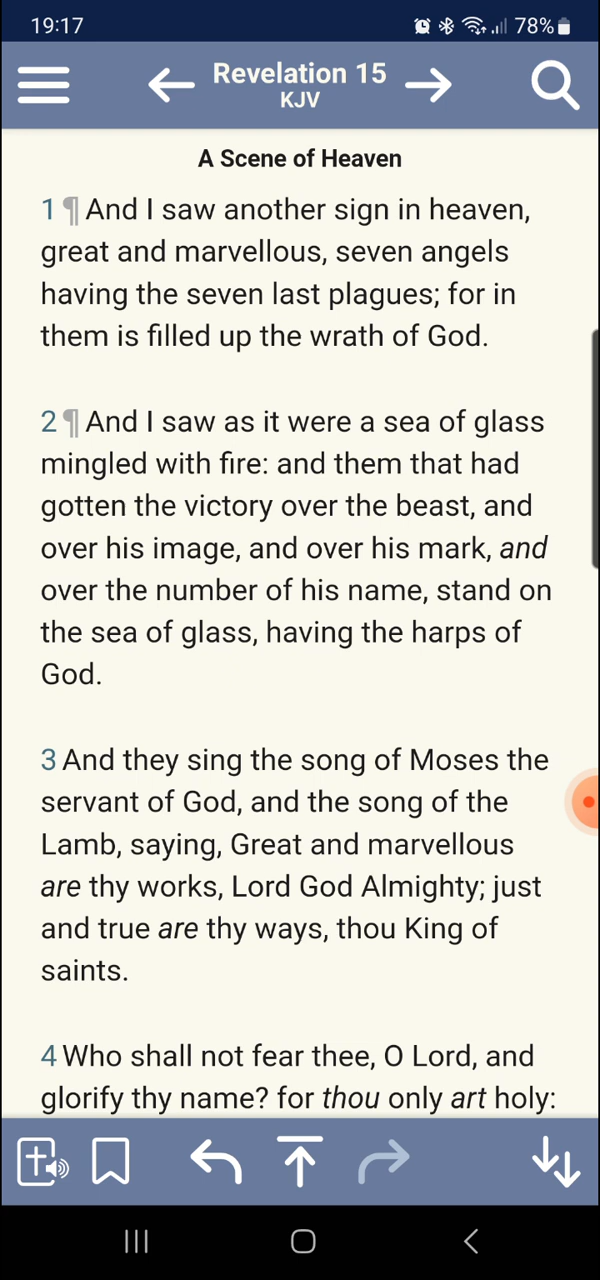 19:17
78%
Revelation 15
KJV
A Scene of Heaven
1 ¶ And I saw another sign in heaven,
great and marvellous, seven angels
having the seven last plagues; for in
them is filled up the wrath of God.
2 ¶ And I saw as it were a sea of glass
mingled with fire: and them that had
gotten the victory over the beast, and
over his image, and over his mark, and
over the number of his name, stand on
the sea of glass, having the harps of
God.
3 And they sing the song of Moses the
servant of God, and the song of the
Lamb, saying, Great and marvellous
are thy works, Lord God Almighty; just
and true are thy ways, thou King of
saints.
4 Who shall not fear thee, O Lord, and
glorify thy name? for thou only art holy: